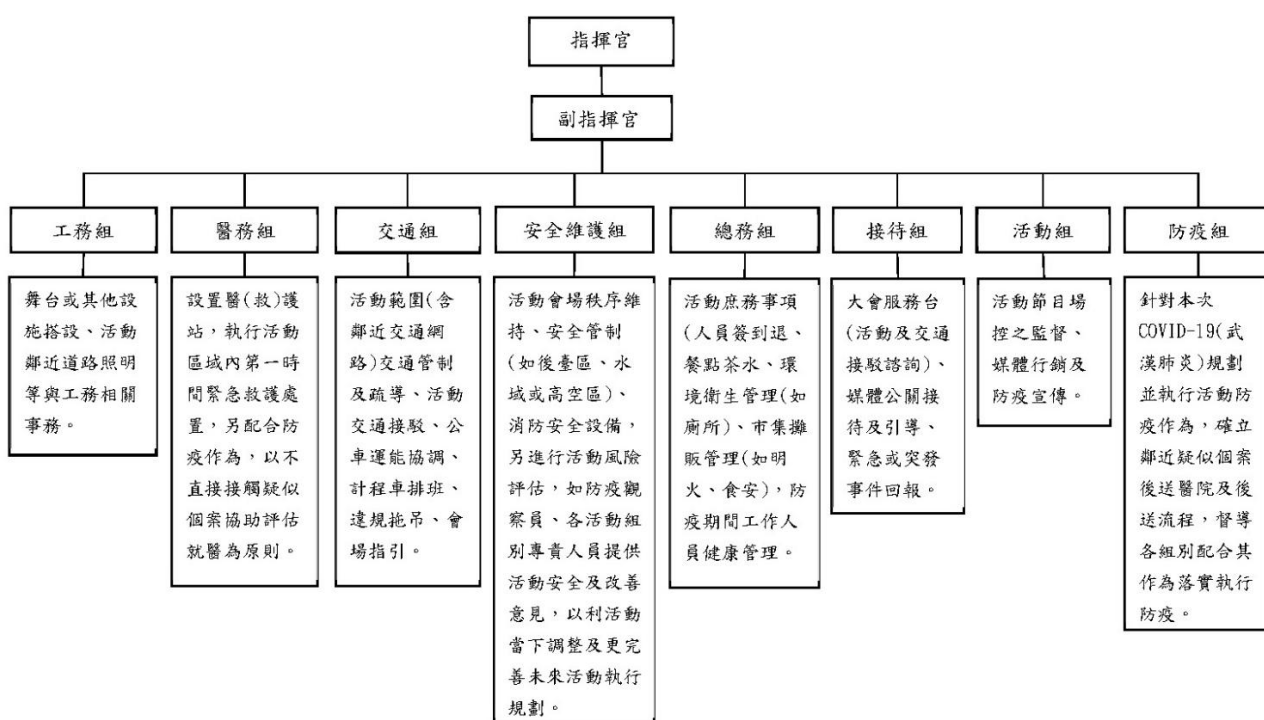 指揮官
副指揮官
工務組
醫務組
交通組
安全維護組
總務組
接待組
活動組
防疫組
舞台或其他設
施搭設、活動
鄰近道路照明
等與工務相關
事務。
設置醫(救)護
站，執行活動
區域內第一時
間緊急救護處
置，另配合防
疫作為，以不
直接接觸疑似
個案協助評估
就醫為原則。
活動範圍(含
鄰近交通網
路)交通管制
及疏導、活動
交通接駁、公
車運能協調、
計程車排班、
違規拖吊、會
場指引。
活動會場秩序維
持、安全管制
(如後臺區、水
域或高空區)、
消防安全設備，
另進行活動風險
評估，如防疫觀
察員、各活動組
別專責人員提供
活動安全及改善
意見，以利活動
當下調整及更完
善未來活動執行
規劃。
活動庶務事項
(人員簽到退、
餐點茶水、環
境衛生管理(如
廁所)、市集攤
販管理(如明
火、食安)，防
疫期間工作人
員健康管理。
大會服務台
(活動及交通
接駁諮詢)、
媒體公關接
待及引導、
緊急或突發
事件回報。
活動節目場
控之監督、
媒體行銷及
防疫宣傳。
針對本次
COVID-19(武
漢肺炎)規劃
並執行活動防
疫作為，確立
鄰近疑似個案
後送醫院及後
送流程，督導
各組別配合其
作為落實執行
防疫。